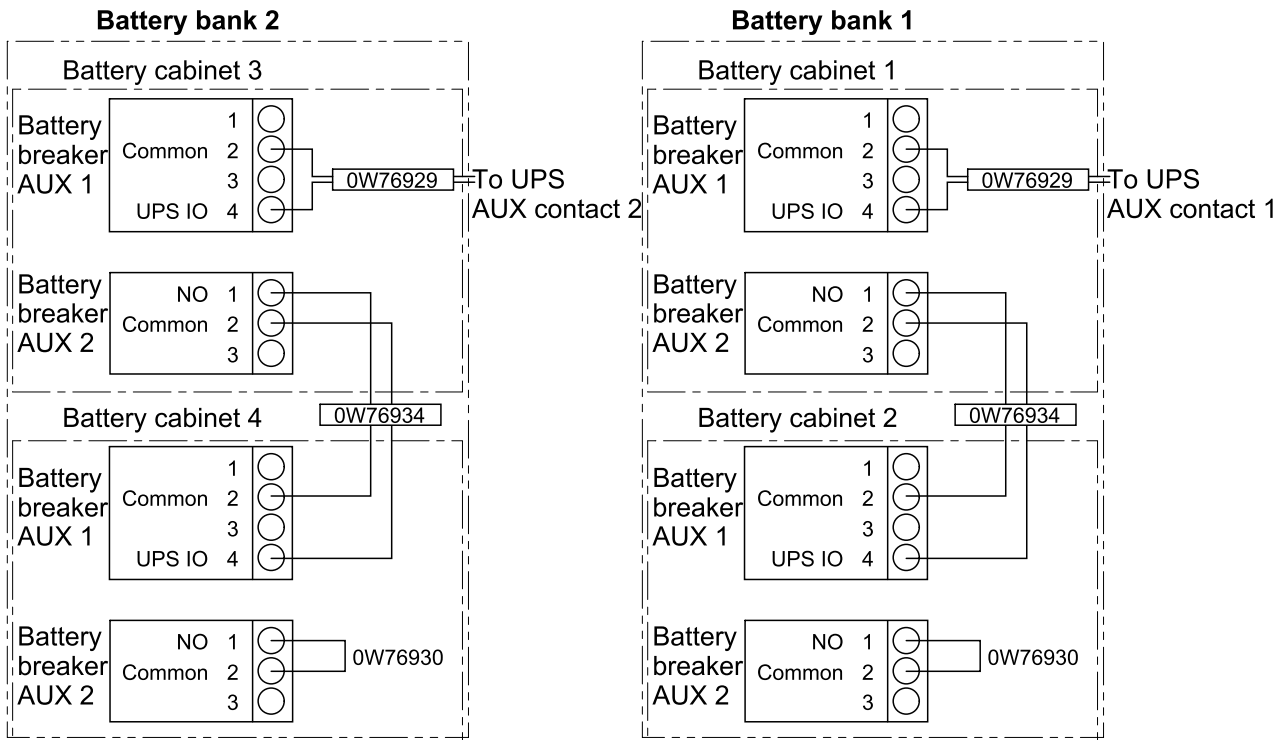 Battery bank 2
Battery cabinet 3
Battery
breaker
AUX 1
1
Common 2
3
UPS IO 4
0W76929
To UPS
AUX contact 2
Battery
breaker
AUX 2
NO 1
Common 2
3
0W76934
Battery cabinet 4
Battery
breaker
AUX 1
1
Common 2
3
UPS IO 4
Battery
breaker
AUX 2
NO 1
Common 2
3
0W76930
Battery bank 1
Battery cabinet 1
Battery
breaker
AUX 1
1
Common 2
3
UPS IO 4
0W76929
To UPS
AUX contact 1
Battery
breaker
AUX 2
NO 1
Common 2
3
0W76934
Battery cabinet 2
Battery
breaker
AUX 1
1
Common 2
3
UPS IO 4
Battery
breaker
AUX 2
NO 1
Common 2
3
0W76930